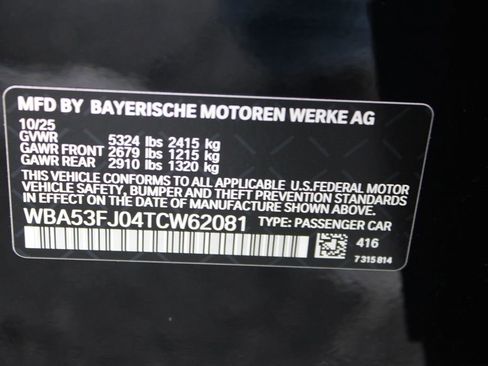 MFD BY BAYERISCHE MOTOREN WERKE AG
10/25
GVWR 5324 lbs 2415 kg
GAWR FRONT 2679 lbs 1215 kg
GAWR REAR 2910 lbs 1320 kg
THIS VEHICLE CONFORMS TO ALL APPLICABLE U.S.FEDERAL MOTOR
VEHICLE SAFETY, BUMPER AND THEFT PREVENTION STANDARDS
IN EFFECT ON THE DATE OF MANUFACTURE SHOWN ABOVE.
WBA53FJ04TCW62081 TYPE: PASSENGER CAR
416
7 315 814